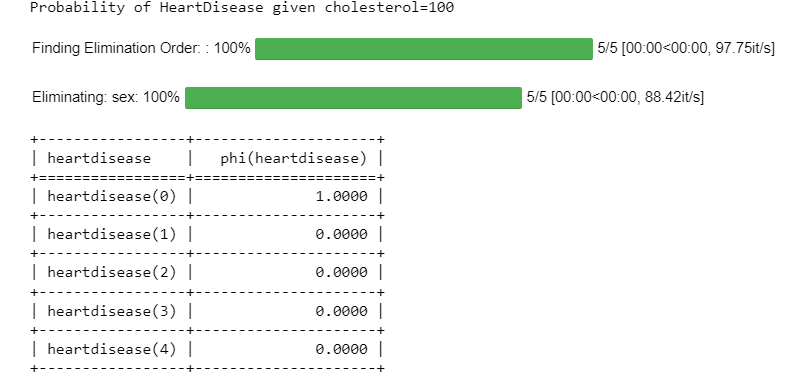 Probability of HeartDisease given cholesterol=100
Finding Elimination Order: : 100% 5/5 [00:00<00:00, 97.75it/s]
Eliminating: sex: 100% 5/5 [00:00<00:00, 88.42it/s]
+-----------------+---------------------+
| heartdisease    |   phi(heartdisease) |
+=================+=====================+
| heartdisease(0) |              1.0000 |
+-----------------+---------------------+
| heartdisease(1) |              0.0000 |
+-----------------+---------------------+
| heartdisease(2) |              0.0000 |
+-----------------+---------------------+
| heartdisease(3) |              0.0000 |
+-----------------+---------------------+
| heartdisease(4) |              0.0000 |
+-----------------+---------------------+